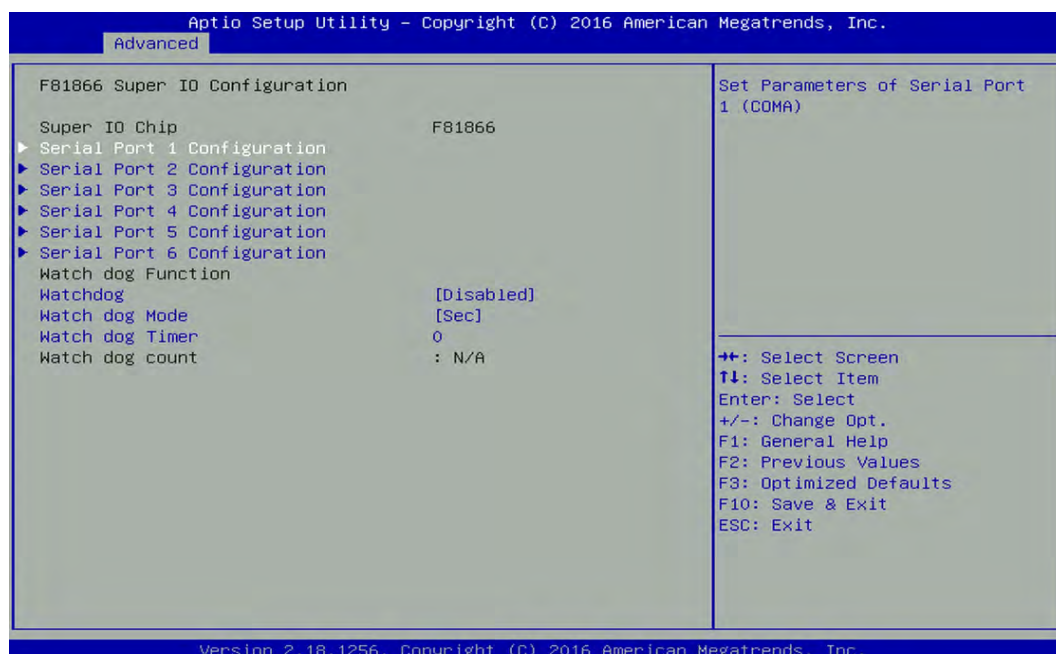 Aptio Setup Utility – Copyright (C) 2016 American Megatrends, Inc.
Advanced
F81866 Super IO Configuration
Super IO Chip F81866
Serial Port 1 Configuration
Serial Port 2 Configuration
Serial Port 3 Configuration
Serial Port 4 Configuration
Serial Port 5 Configuration
Serial Port 6 Configuration
Watch dog Function
Watchdog [Disabled]
Watch dog Mode [Sec]
Watch dog Timer 0
Watch dog count : N/A
Set Parameters of Serial Port
1 (COMA)
→←: Select Screen
↑↓: Select Item
Enter: Select
+/-: Change Opt.
F1: General Help
F2: Previous Values
F3: Optimized Defaults
F10: Save & Exit
ESC: Exit
Version 2.18.1256. Copyright (C) 2016 American Megatrends, Inc.